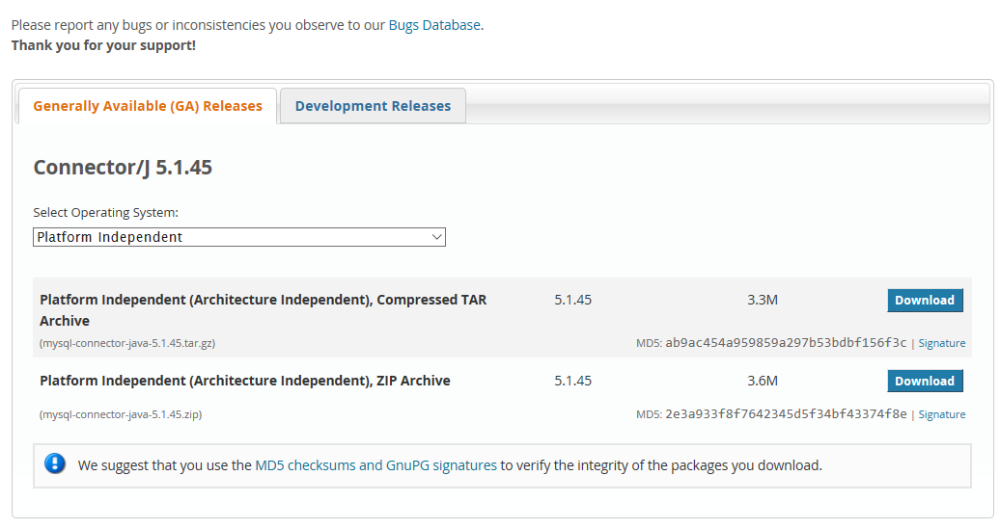 Please report any bugs or inconsistencies you observe to our Bugs Database.
Thank you for your support!
Generally Available (GA) Releases
Development Releases
Connector/J 5.1.45
Select Operating System:
Platform Independent
Platform Independent (Architecture Independent), Compressed TAR
Archive
5.1.45
3.3M
Download
(mysql-connector-java-5.1.45.tar.gz)
MD5: ab9ac454a959859a297b53bdbf156f3c | Signature
Platform Independent (Architecture Independent), ZIP Archive
5.1.45
3.6M
Download
(mysql-connector-java-5.1.45.zip)
MD5: 2e3a933f8f7642345d5f34bf43374f8e | Signature
We suggest that you use the MD5 checksums and GnuPG signatures to verify the integrity of the packages you download.